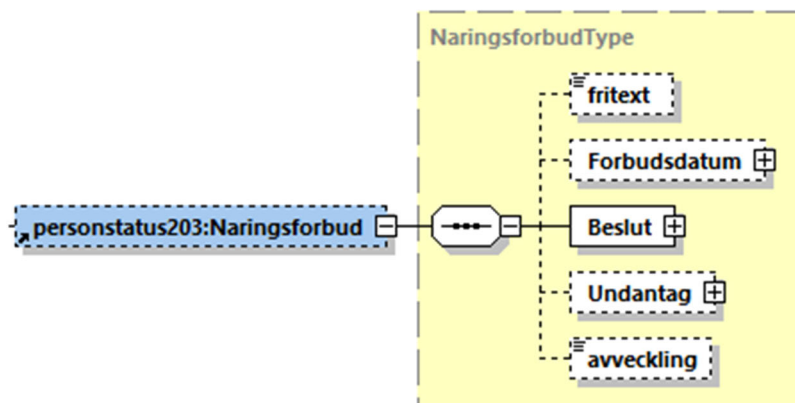 NaringsforbudType
fritext
Forbudsdatum
personstatus203:Naringsforbud
Beslut
Undantag
avveckling